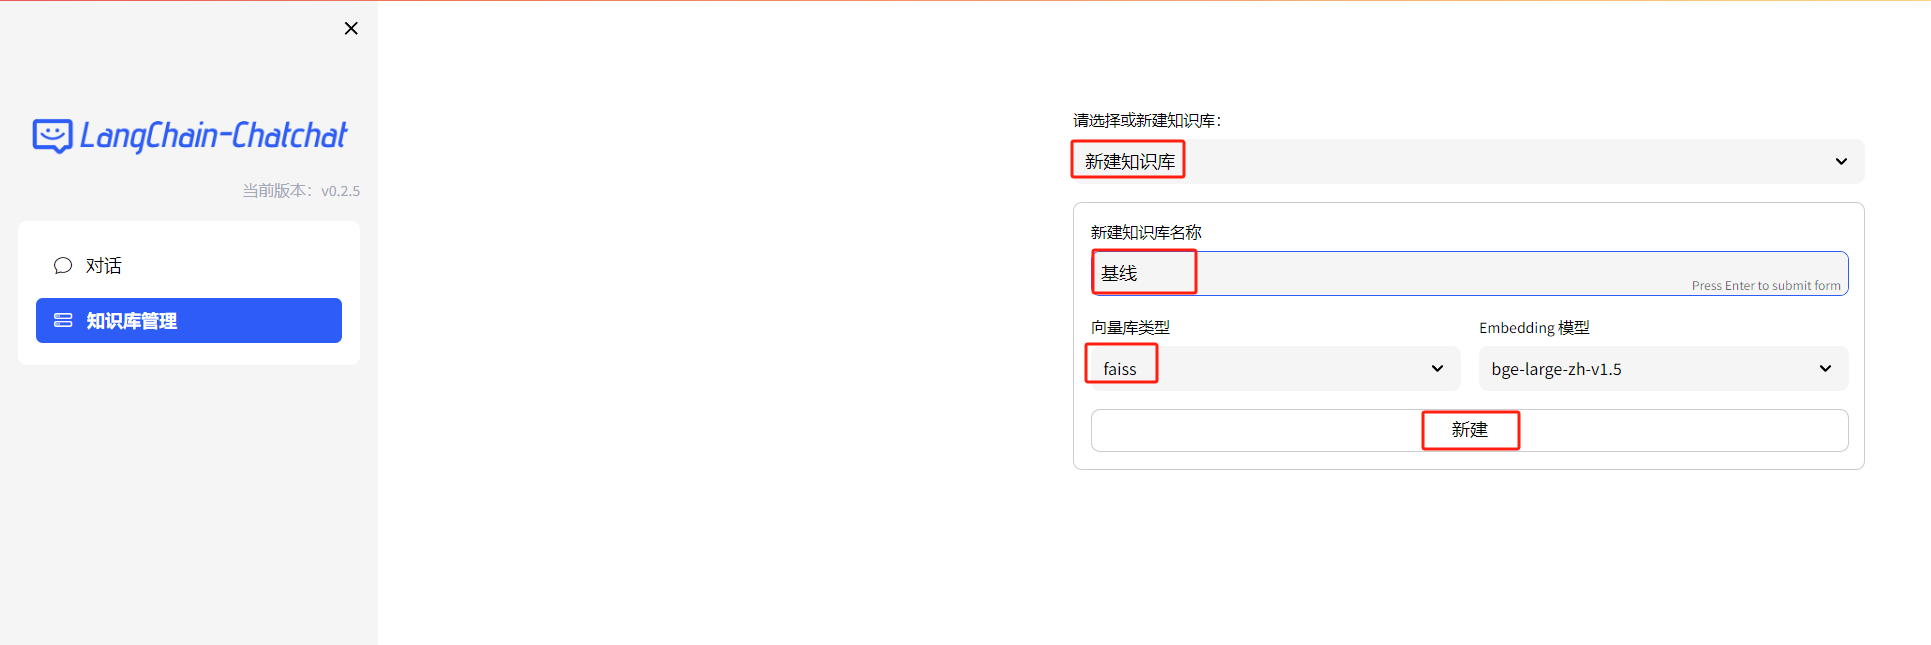 LangChain-Chatchat
当前版本：v0.2.5
对话
知识库管理
请选择或新建知识库：
新建知识库
新建知识库名称
基线
Press Enter to submit form
向量库类型
Embedding 模型
faiss
bge-large-zh-v1.5
新建